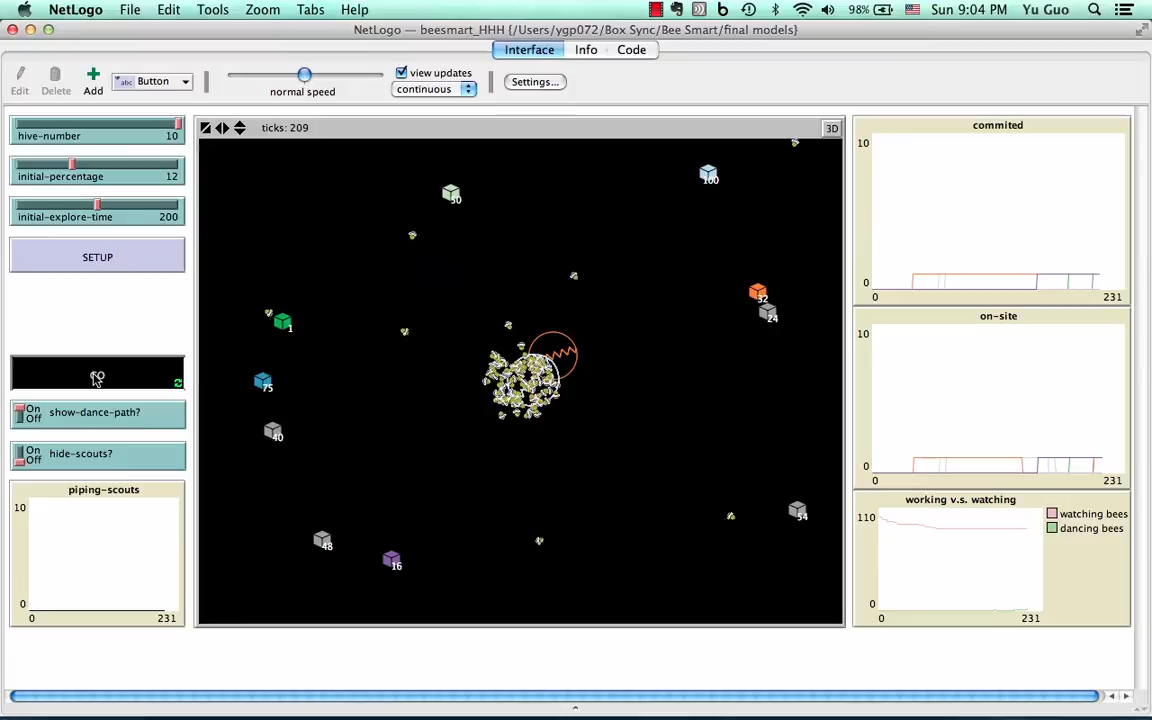 NetLogo File Edit Tools Zoom Tabs Help 98% Sun 9:04 PM Yu Guo
NetLogo — beesmart_HHH {/Users/ygp072/Box Sync/Bee Smart/final models}
Interface Info Code
Edit Delete Add abc Button normal speed view updates continuous Settings...
hive-number 10
initial-percentage 12
initial-explore-time 200
SETUP
go
On Off show-dance-path?
On Off hide-scouts?
piping-scouts
10
0
0 231
ticks: 209 3D
100
50
32
24
1
75
40
54
48
16
commited
10
0
0 231
on-site
10
0
0 231
working v.s. watching
110
0
0 231
watching bees
dancing bees